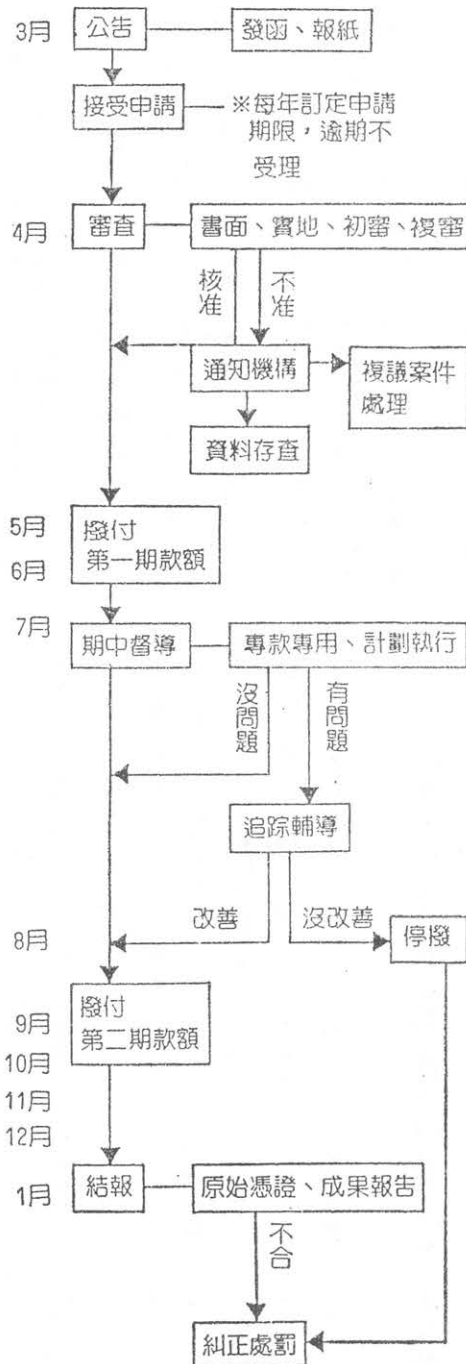 3月
公告
發函、報紙
接受申請
※每年訂定申請
期限，逾期不
受理
4月
審查
書面、實地、初審、複審
核准
不准
通知機構
複議案件
處理
資料存查
5月
6月
撥付
第一期款額
7月
期中督導
專款專用、計劃執行
沒問題
有問題
追踪輔導
改善
沒改善
8月
停撥
9月
10月
撥付
第二期款額
11月
12月
1月
結報
原始憑證、成果報告
不合
糾正處罰